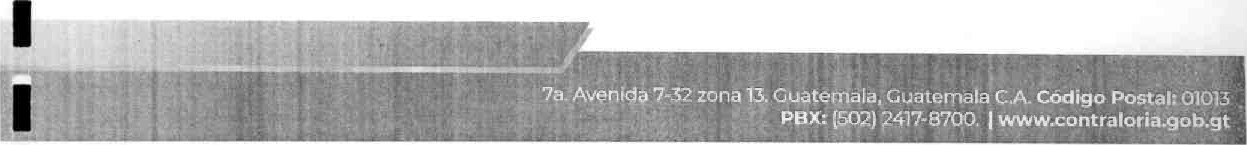 7a. Avenida 7-32 zona 13. Guatemala, Guatemala C.A. Código Postal: 01013
PBX: (502) 2417-8700. | www.contraloria.gob.gt